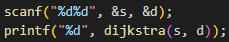 scanf("%d%d", &s, &d);
printf("%d", dijkstra(s, d));